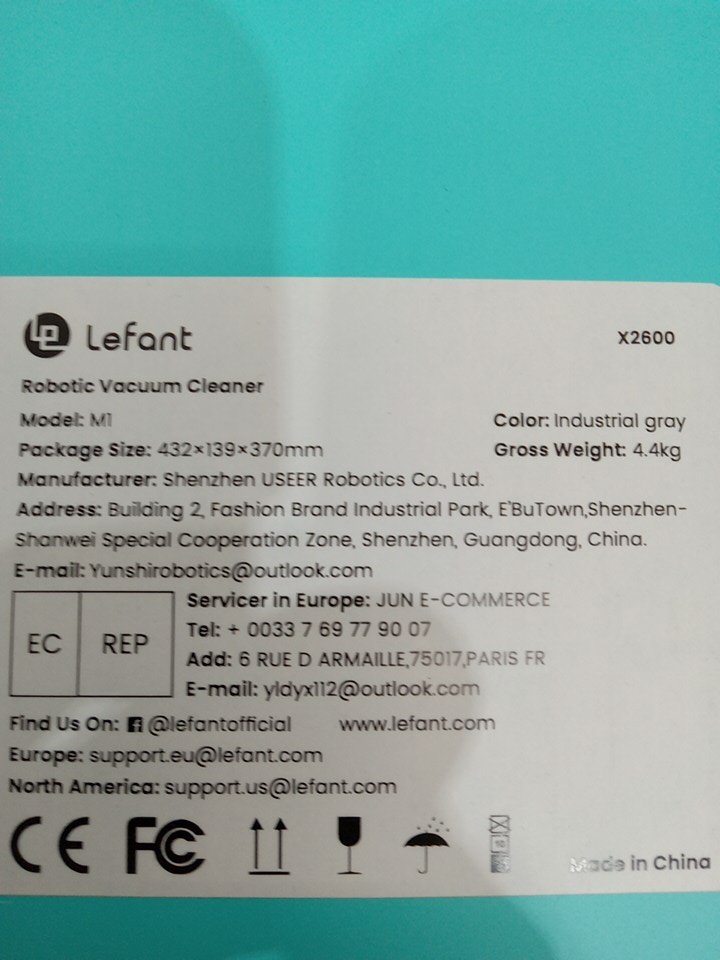 Lefant
X2600
Robotic Vacuum Cleaner
Model: M1
Color: Industrial gray
Package Size: 432×139×370mm
Gross Weight: 4.4kg
Manufacturer: Shenzhen USEER Robotics Co., Ltd.
Address: Building 2, Fashion Brand Industrial Park, E'BuTown,Shenzhen-
Shanwei Special Cooperation Zone, Shenzhen, Guangdong, China.
E-mail: Yunshirobotics@outlook.com
EC REP
Servicer in Europe: JUN E-COMMERCE
Tel: + 0033 7 69 77 90 07
Add: 6 RUE D ARMAILLE,75017,PARIS FR
E-mail: yldyx112@outlook.com
Find Us On: @lefantofficial www.lefant.com
Europe: support.eu@lefant.com
North America: support.us@lefant.com
CE FC
Made in China